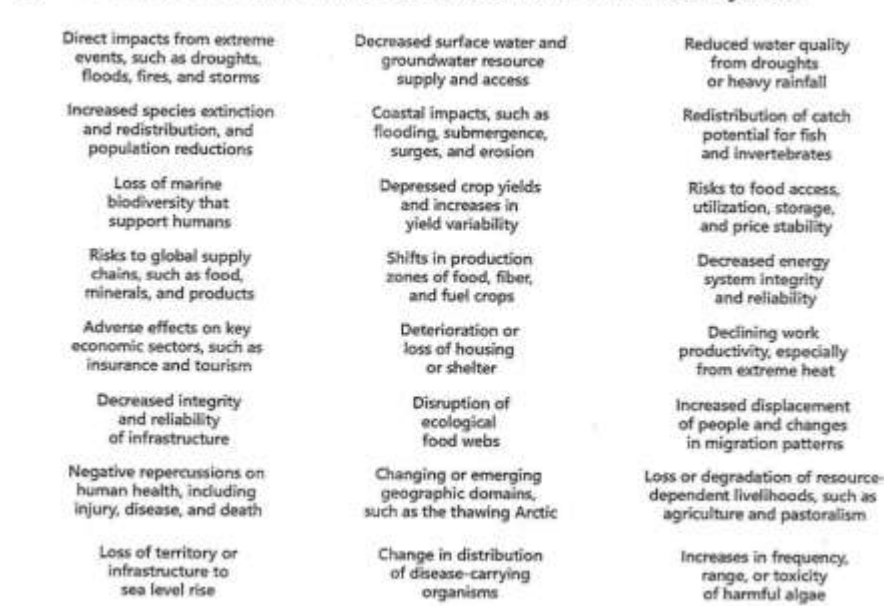 Direct impacts from extreme
events, such as droughts,
floods, fires, and storms
Decreased surface water and
groundwater resource
supply and access
Reduced water quality
from droughts
or heavy rainfall
Increased species extinction
and redistribution, and
population reductions
Coastal impacts, such as
flooding, submergence,
surges, and erosion
Redistribution of catch
potential for fish
and invertebrates
Loss of marine
biodiversity that
support humans
Depressed crop yields
and increases in
yield variability
Risks to food access,
utilization, storage,
and price stability
Risks to global supply
chains, such as food,
minerals, and products
Shifts in production
zones of food, fiber,
and fuel crops
Decreased energy
system integrity
and reliability
Adverse effects on key
economic sectors, such as
insurance and tourism
Deterioration or
loss of housing
or shelter
Declining work
productivity, especially
from extreme heat
Decreased integrity
and reliability
of infrastructure
Disruption of
ecological
food webs
Increased displacement
of people and changes
in migration patterns
Negative repercussions on
human health, including
injury, disease, and death
Changing or emerging
geographic domains,
such as the thawing Arctic
Loss or degradation of resource-
dependent livelihoods, such as
agriculture and pastoralism
Loss of territory or
infrastructure to
sea level rise
Change in distribution
of disease-carrying
organisms
Increases in frequency,
range, or toxicity
of harmful algae